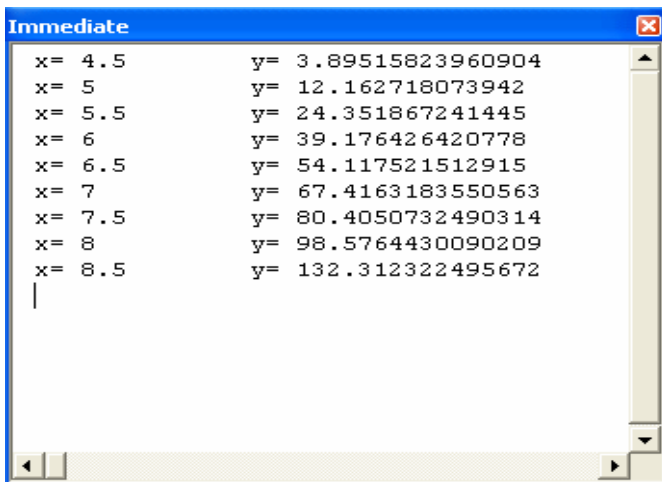 Immediate
x= 4.5 y= 3.89515823960904
x= 5 y= 12.162718073942
x= 5.5 y= 24.351867241445
x= 6 y= 39.176426420778
x= 6.5 y= 54.117521512915
x= 7 y= 67.4163183550563
x= 7.5 y= 80.4050732490314
x= 8 y= 98.5764430090209
x= 8.5 y= 132.312322495672